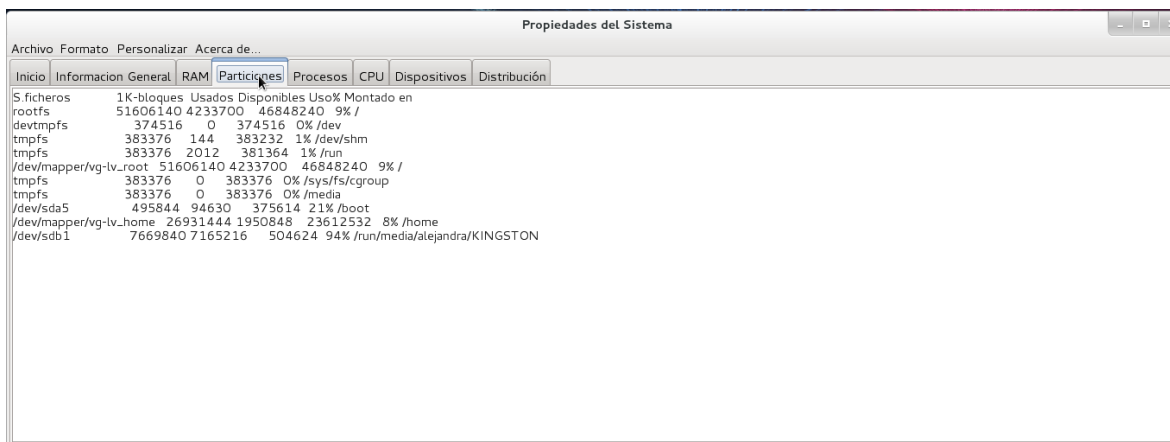 Propiedades del Sistema
Archivo Formato Personalizar Acerca de...
Inicio Informacion General RAM Particiones Procesos CPU Dispositivos Distribución
S.ficheros 1K-bloques Usados Disponibles Uso% Montado en
rootfs 51606140 4233700 46848240 9% /
devtmpfs 374516 0 374516 0% /dev
tmpfs 383376 144 383232 1% /dev/shm
tmpfs 383376 2012 381364 1% /run
/dev/mapper/vg-lv_root 51606140 4233700 46848240 9% /
tmpfs 383376 0 383376 0% /sys/fs/cgroup
tmpfs 383376 0 383376 0% /media
/dev/sda5 495844 94630 375614 21% /boot
/dev/mapper/vg-lv_home 26931444 1950848 23612532 8% /home
/dev/sdb1 7669840 7165216 504624 94% /run/media/alejandra/KINGSTON